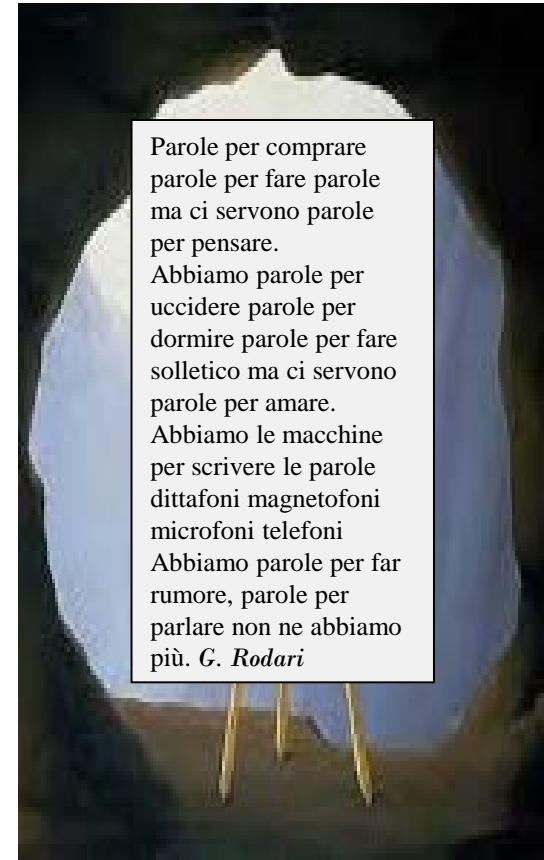 Parole per comprare
parole per fare parole
ma ci servono parole
per pensare.
Abbiamo parole per
uccidere parole per
dormire parole per fare
solletico ma ci servono
parole per amare.
Abbiamo le macchine
per scrivere le parole
dittafoni magnetofoni
microfoni telefoni
Abbiamo parole per far
rumore, parole per
parlare non ne abbiamo
più. G. Rodari